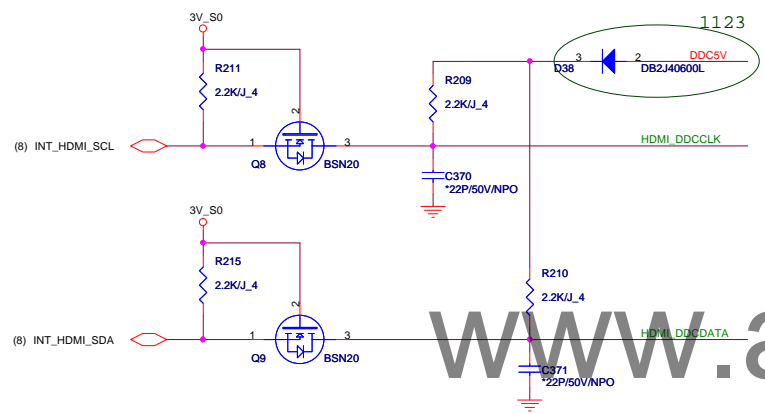 1123
3V_S0
DDC5V
3
D38
2
DB2J40600L
R211
2.2K/J_4
R209
2.2K/J_4
2
(8) INT_HDMI_SCL
1
3
HDMI_DDCCLK
Q8
BSN20
C370
*22P/50V/NPO
3V_S0
R215
2.2K/J_4
R210
2.2K/J_4
2
(8) INT_HDMI_SDA
1
3
HDMI_DDCDATA
Q9
BSN20
C371
*22P/50V/NPO
www.a